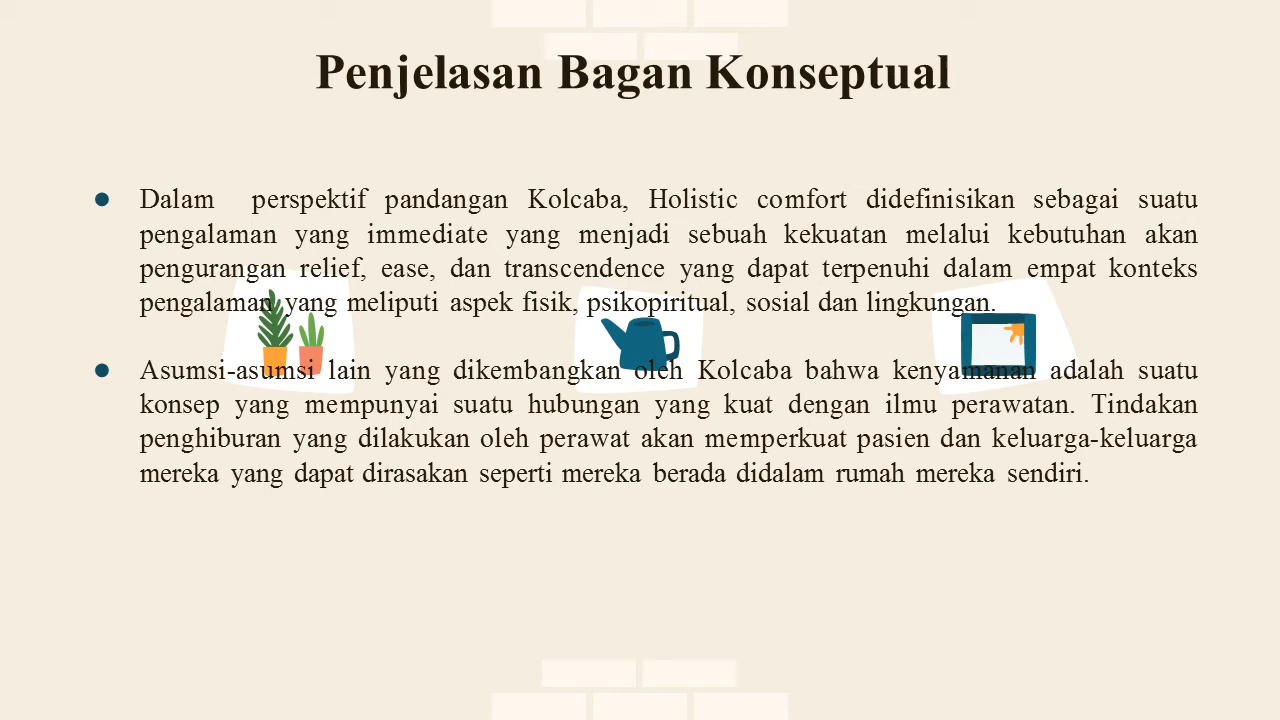 Penjelasan Bagan Konseptual
● Dalam perspektif pandangan Kolcaba, Holistic comfort didefinisikan sebagai suatu
pengalaman yang immediate yang menjadi sebuah kekuatan melalui kebutuhan akan
pengurangan relief, ease, dan transcendence yang dapat terpenuhi dalam empat konteks
pengalaman yang meliputi aspek fisik, psikopiritual, sosial dan lingkungan.
● Asumsi-asumsi lain yang dikembangkan oleh Kolcaba bahwa kenyamanan adalah suatu
konsep yang mempunyai suatu hubungan yang kuat dengan ilmu perawatan. Tindakan
penghiburan yang dilakukan oleh perawat akan memperkuat pasien dan keluarga-keluarga
mereka yang dapat dirasakan seperti mereka berada didalam rumah mereka sendiri.